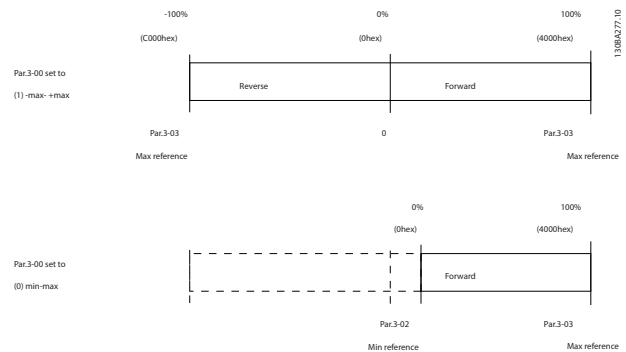 -100% 0% 100%
(C000hex) (0hex) (4000hex)
130BA277.10
Par.3-00 set to
(1) -max- +max
Reverse Forward
Par.3-03 0 Par.3-03
Max reference Max reference
0% 100%
(0hex) (4000hex)
Par.3-00 set to
(0) min-max
Forward
Par.3-02 Par.3-03
Min reference Max reference